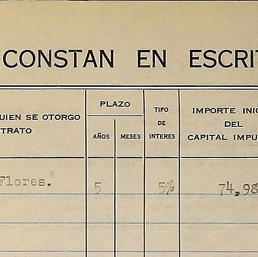 CONSTAN EN ESCRIT
UIEN SE OTORGO
TRATO
PLAZO
AÑOS MESES
TIPO
DE
INTERES
IMPORTE INIC
DEL
CAPITAL IMPU
Flores. 5 5% 74,98